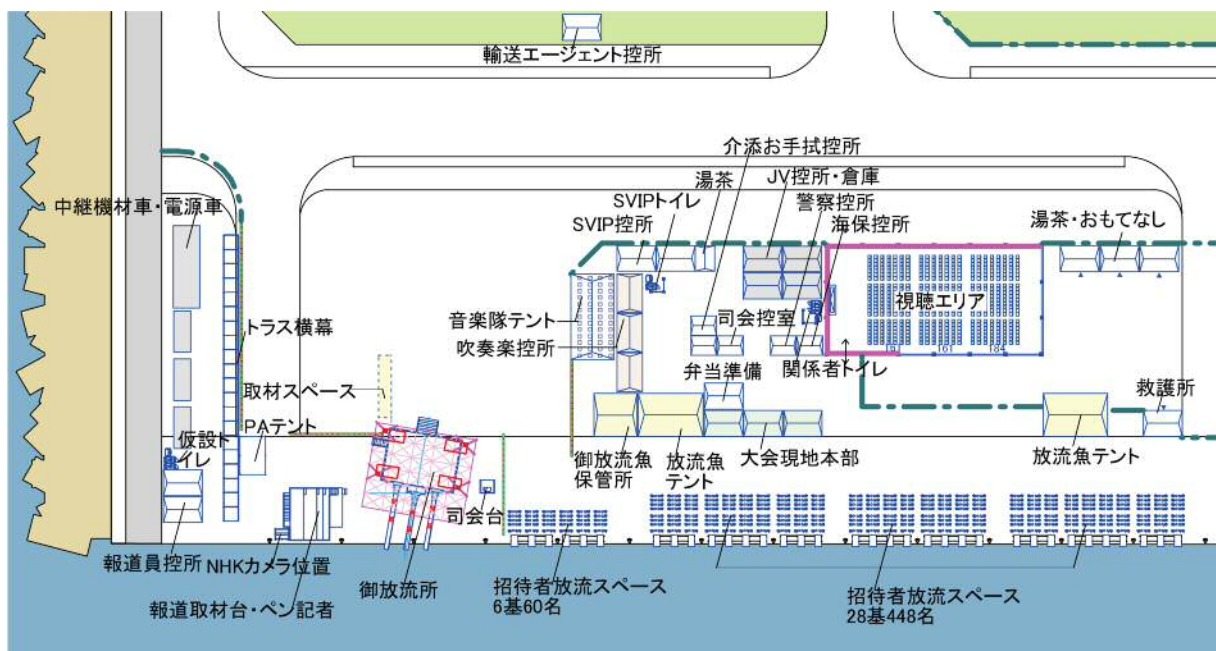 輸送エージェント控所
介添お手拭控所
湯茶
JV控所・倉庫
SVIPトイレ
警察控所
SVIP控所
海保控所
中継機材車・電源車
湯茶・おもてなし
音楽隊テント
視聴エリア
トラス横幕
司会控室
吹奏楽控所
161
184
関係者トイレ
弁当準備
取材スペース
救護所
PAテント
仮設ト
イレ
御放流魚
保管所
放流魚
テント
大会現地本部
放流魚テント
司会台
報道員控所
NHKカメラ位置
御放流所
招待者放流スペース
6基60名
招待者放流スペース
28基448名
報道取材台・ペン記者